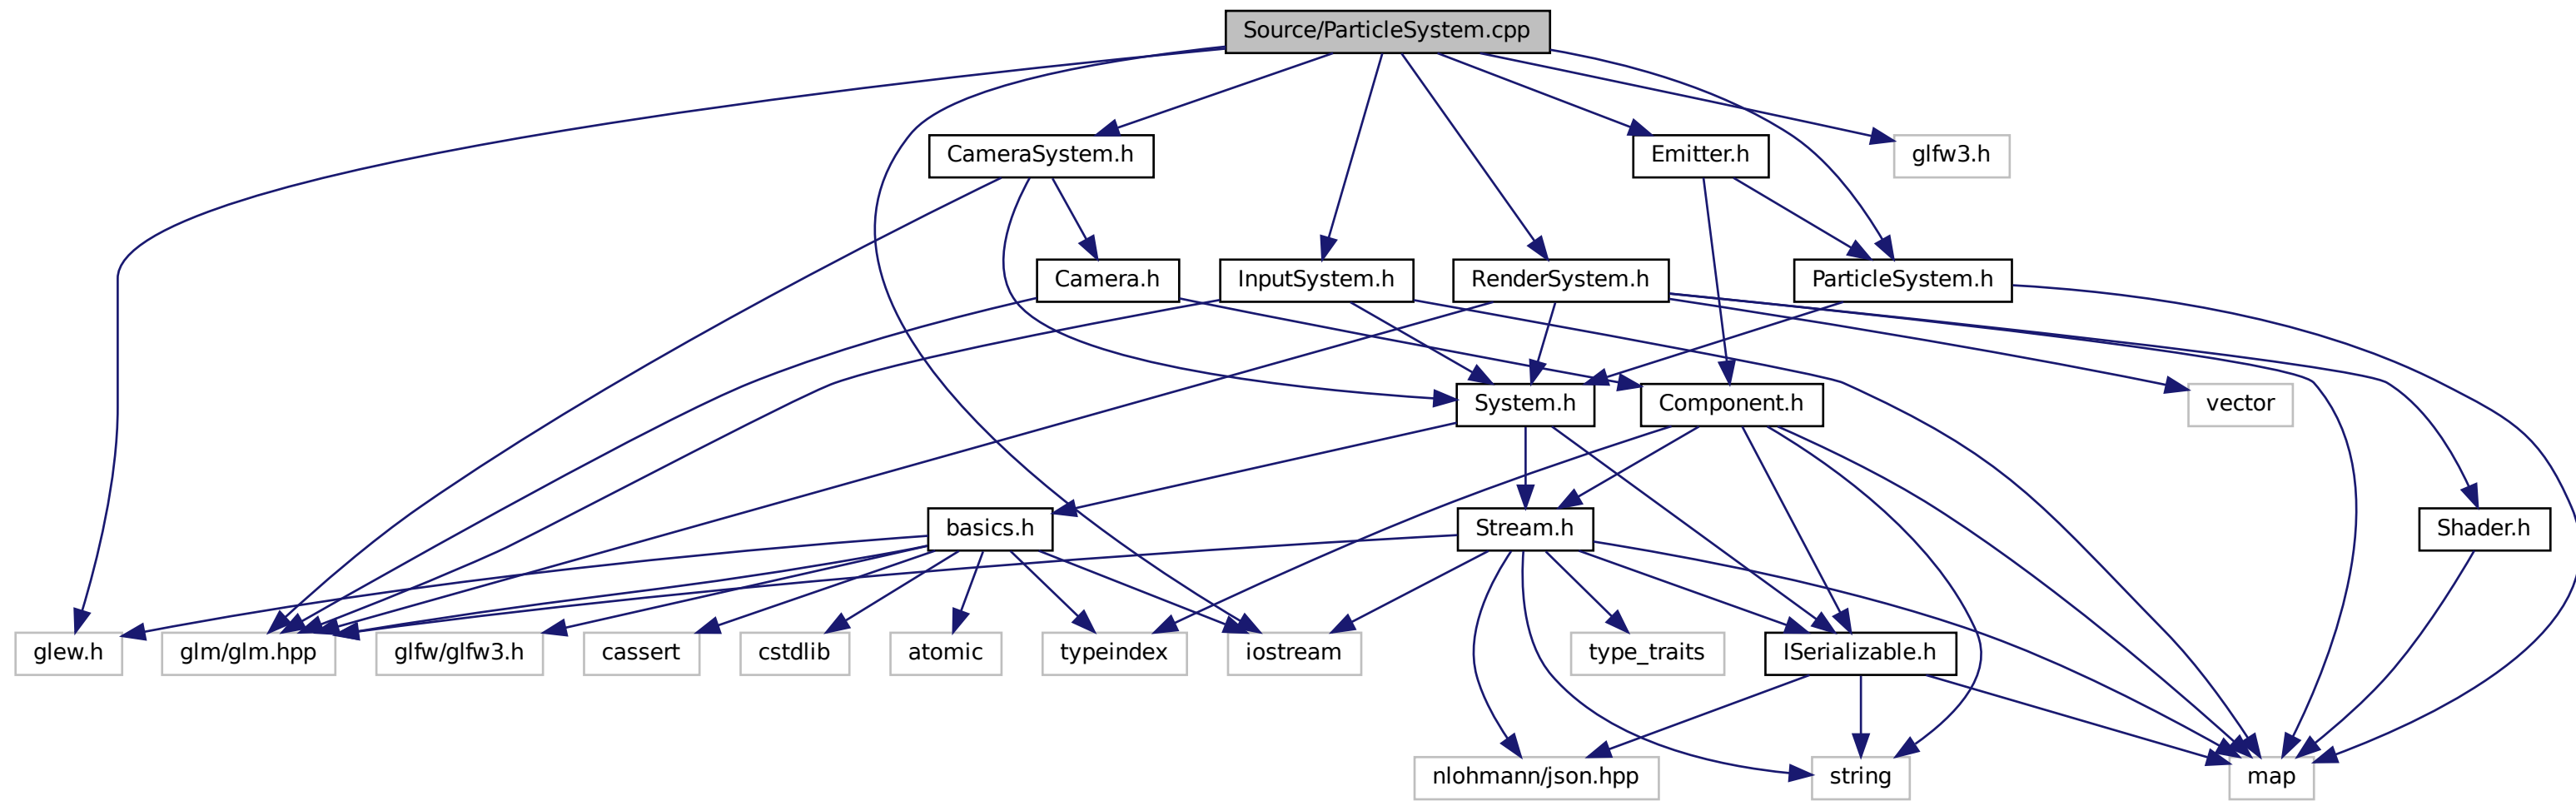 Source/ParticleSystem.cpp
CameraSystem.h
Emitter.h
glfw3.h
Camera.h
InputSystem.h
RenderSystem.h
ParticleSystem.h
System.h
Component.h
vector
basics.h
Stream.h
Shader.h
glew.h
glm/glm.hpp
glfw/glfw3.h
cassert
cstdlib
atomic
typeindex
iostream
type_traits
ISerializable.h
nlohmann/json.hpp
string
map